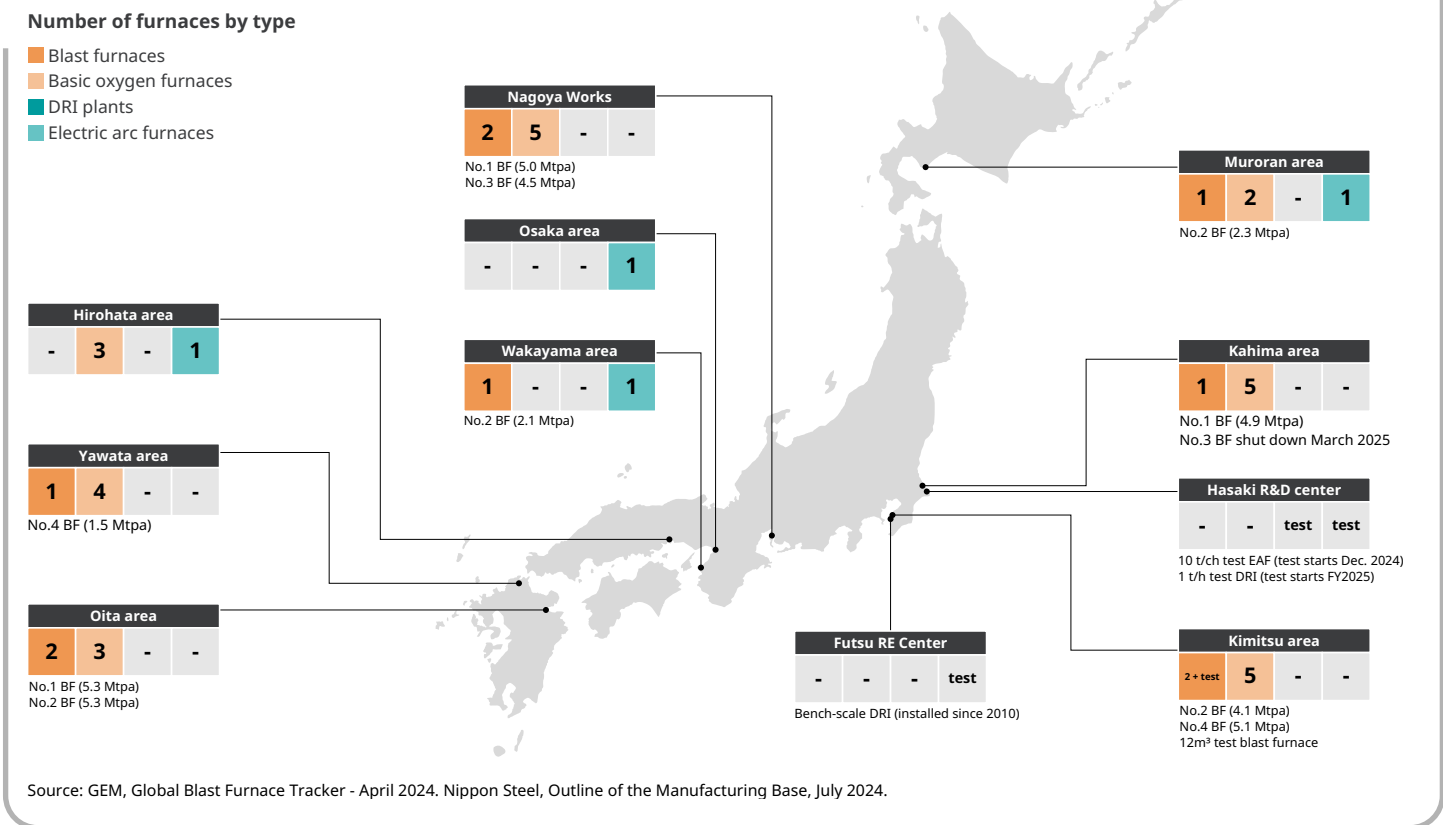 Number of furnaces by type
Blast furnaces
Basic oxygen furnaces
DRI plants
Electric arc furnaces
Nagoya Works
2 5 - -
No.1 BF (5.0 Mtpa)
No.3 BF (4.5 Mtpa)
Osaka area
- - - 1
Wakayama area
1 - - 1
No.2 BF (2.1 Mtpa)
Hirohata area
- 3 - 1
Yawata area
1 4 - -
No.4 BF (1.5 Mtpa)
Oita area
2 3 - -
No.1 BF (5.3 Mtpa)
No.2 BF (5.3 Mtpa)
Muroran area
1 2 - 1
No.2 BF (2.3 Mtpa)
Kahima area
1 5 - -
No.1 BF (4.9 Mtpa)
No.3 BF shut down March 2025
Hasaki R&D center
- - test test
10 t/ch test EAF (test starts Dec. 2024)
1 t/h test DRI (test starts FY2025)
Futsu RE Center
- - - test
Bench-scale DRI (installed since 2010)
Kimitsu area
2 + test 5 - -
No.2 BF (4.1 Mtpa)
No.4 BF (5.1 Mtpa)
12m³ test blast furnace
Source: GEM, Global Blast Furnace Tracker - April 2024. Nippon Steel, Outline of the Manufacturing Base, July 2024.